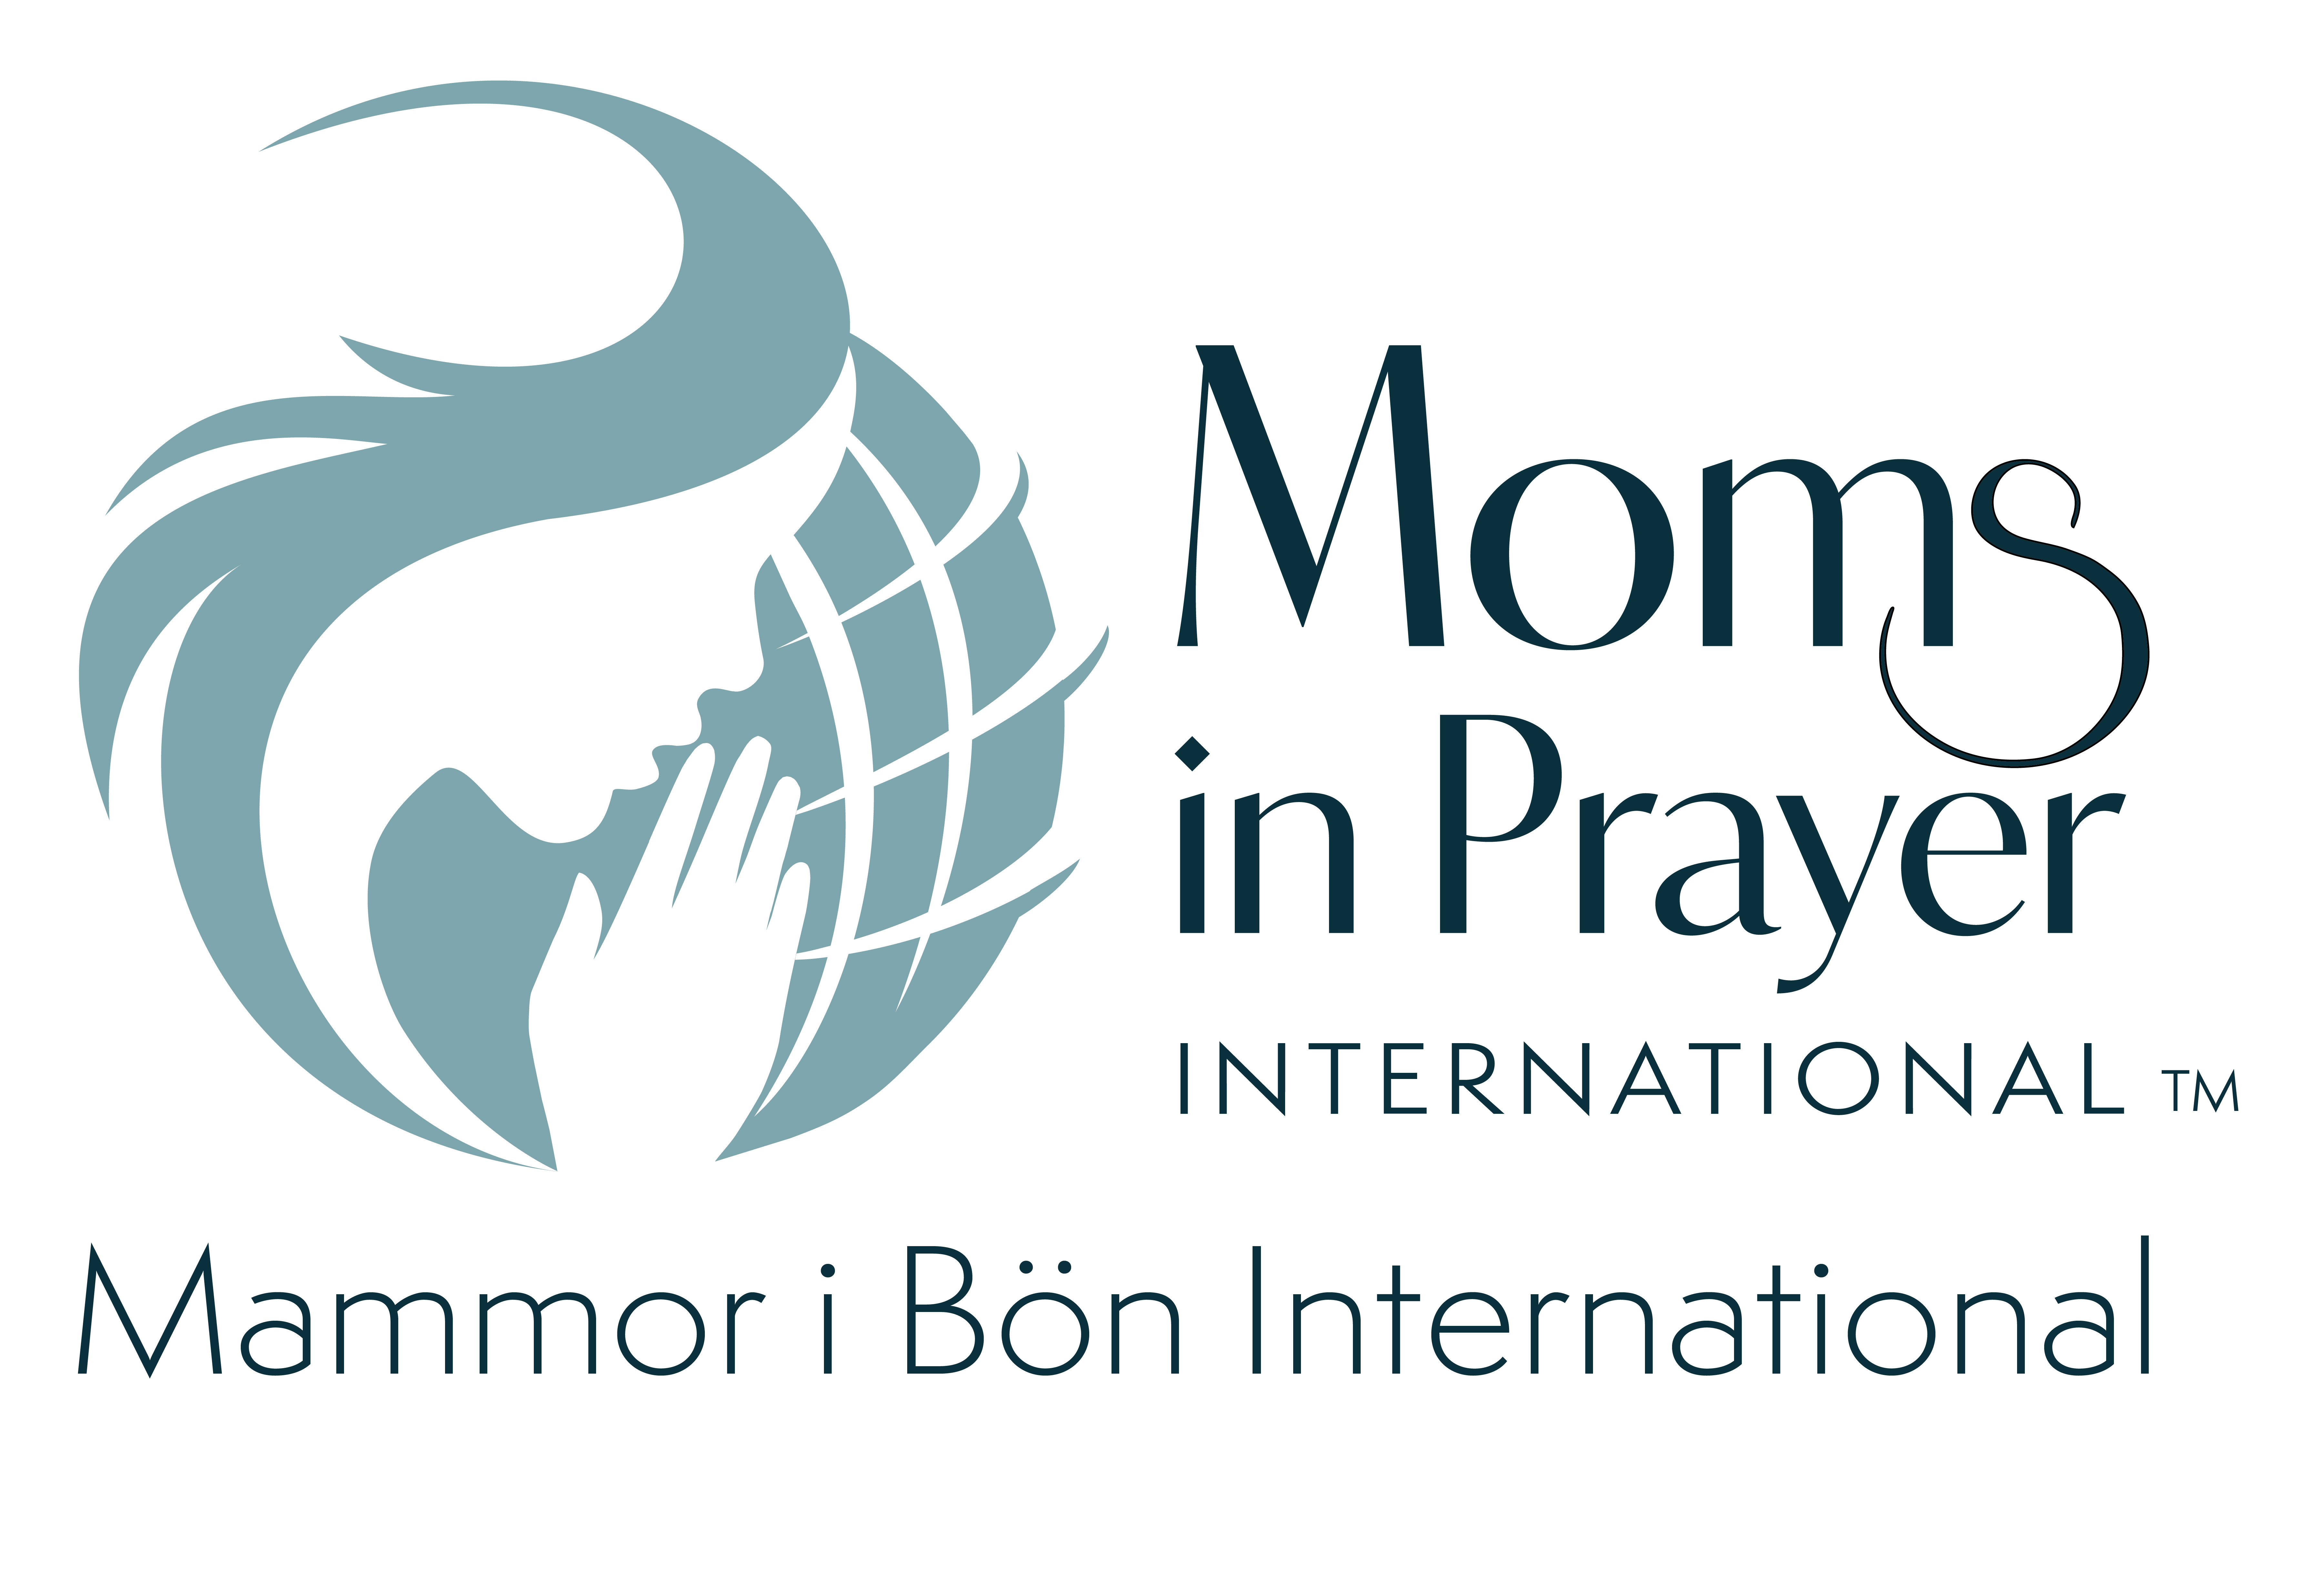 Moms
in Prayer
INTERNATIONAL ™
Mammor i Bön International